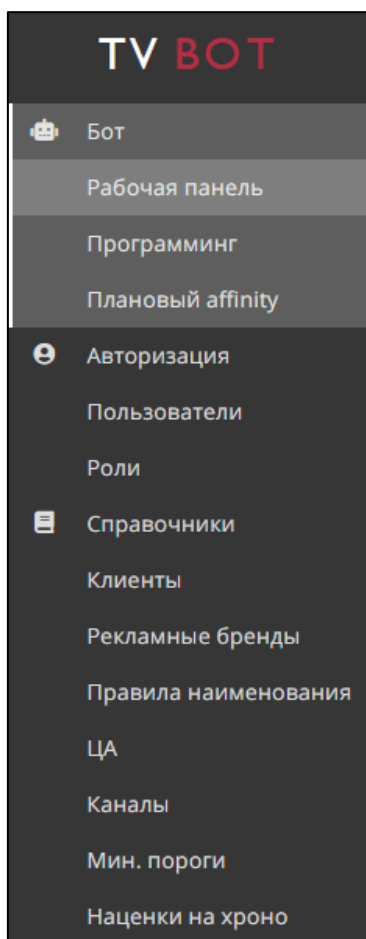 TV BOT
Бот
Рабочая панель
Программинг
Плановый affinity
Авторизация
Пользователи
Роли
Справочники
Клиенты
Рекламные бренды
Правила наименования
ЦА
Каналы
Мин. пороги
Наценки на хроно